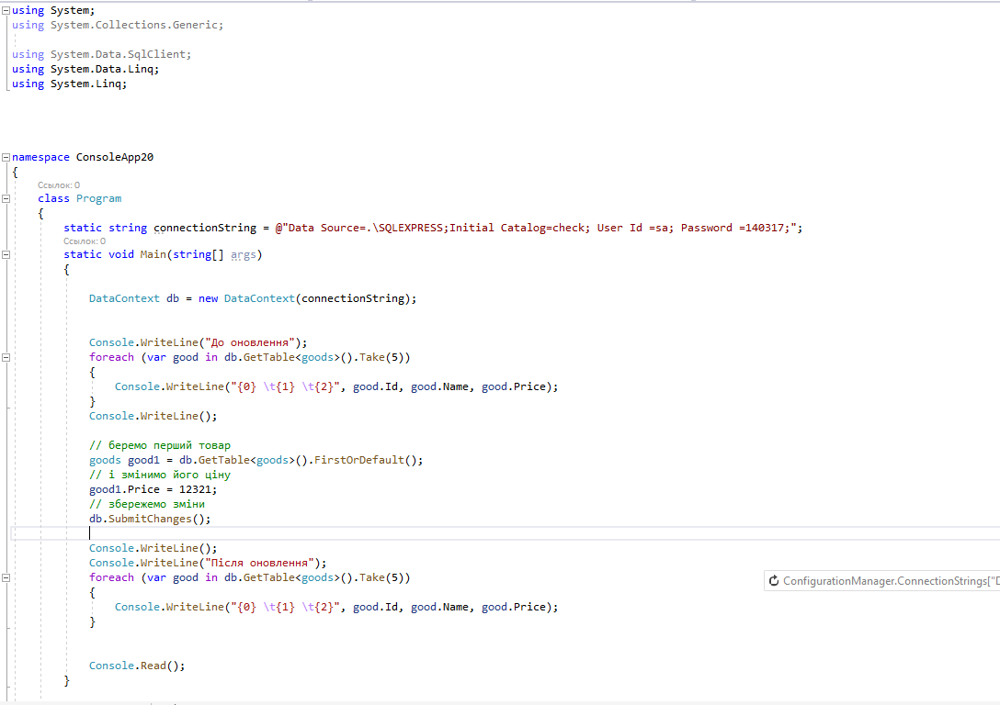 using System;
using System.Collections.Generic;
using System.Data.SqlClient;
using System.Data.Linq;
using System.Linq;
namespace ConsoleApp20
{
Ссылок: 0
class Program
{
static string connectionString = @"Data Source=.\SQLEXPRESS;Initial Catalog=check; User Id =sa; Password =140317;";
Ссылок: 0
static void Main(string[] args)
{
DataContext db = new DataContext(connectionString);
Console.WriteLine("До оновлення");
foreach (var good in db.GetTable<goods>().Take(5))
{
Console.WriteLine("{0} \t{1} \t{2}", good.Id, good.Name, good.Price);
}
Console.WriteLine();
// беремо перший товар
goods good1 = db.GetTable<goods>().FirstOrDefault();
// і змінимо його ціну
good1.Price = 12321;
// збережемо зміни
db.SubmitChanges();
Console.WriteLine();
Console.WriteLine("Після оновлення");
foreach (var good in db.GetTable<goods>().Take(5))
ConfigurationManager.ConnectionStrings["D
{
Console.WriteLine("{0} \t{1} \t{2}", good.Id, good.Name, good.Price);
}
Console.Read();
}